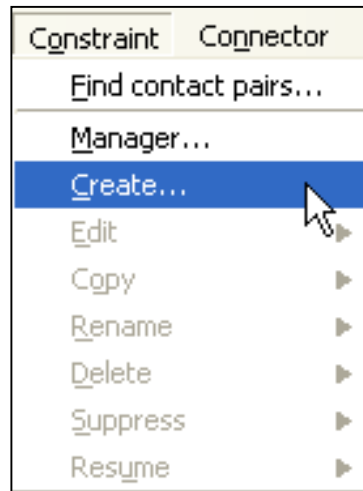 Constraint Connector
Find contact pairs...
Manager...
Create...
Edit
Copy
Rename
Delete
Suppress
Resume